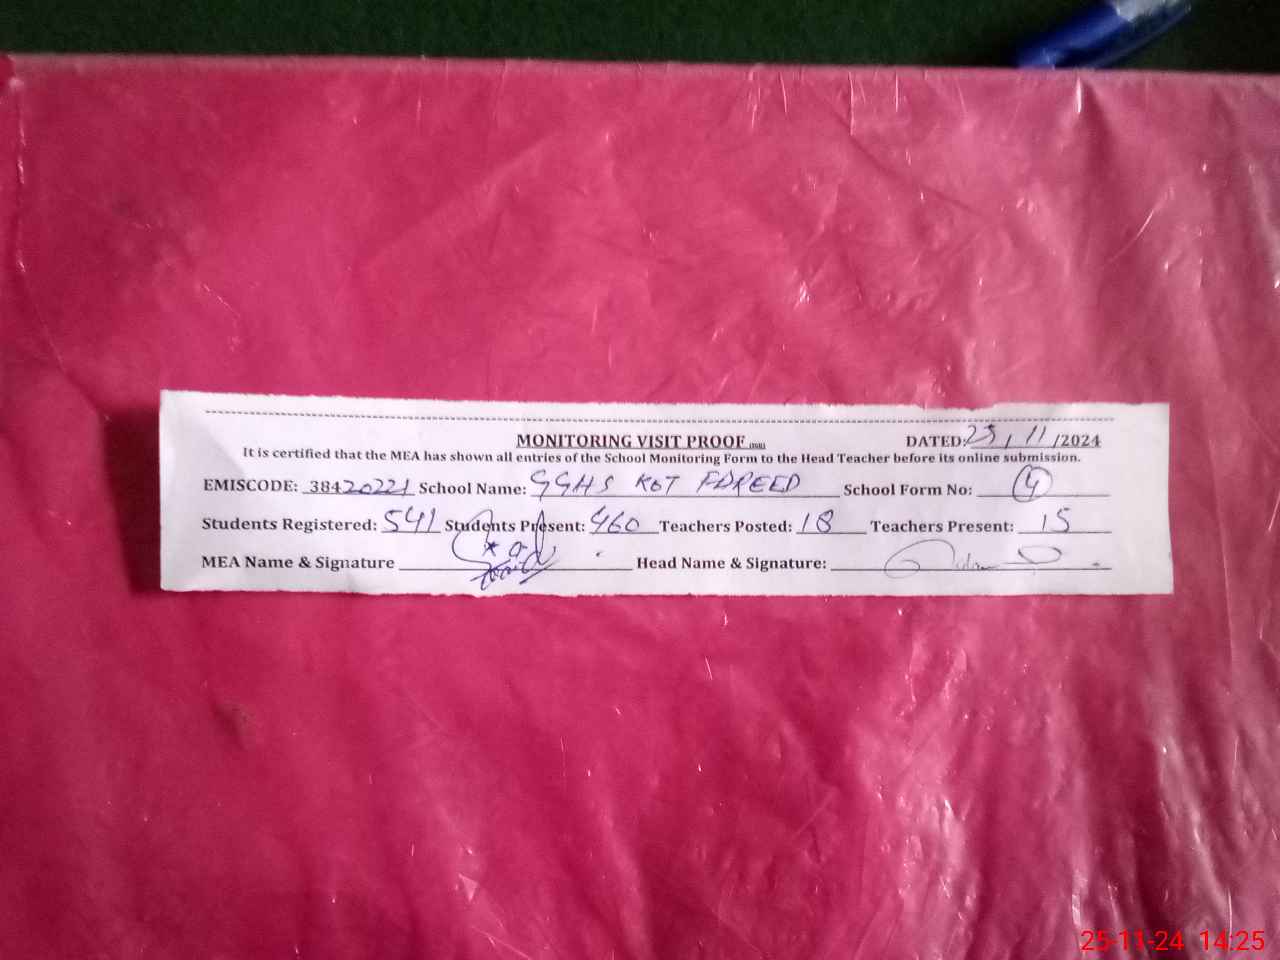 MONITORING VISIT PROOF DATED: 25/11/2024
It is certified that the MEA has shown all entries of the School Monitoring Form to the Head Teacher before its online submission.
EMISCODE: 38420221 School Name: GGHS KOT FAREED School Form No: 4
Students Registered: 541 Students Present: 460 Teachers Posted: 18 Teachers Present: 15
MEA Name & Signature Head Name & Signature:
25-11-24 14:25